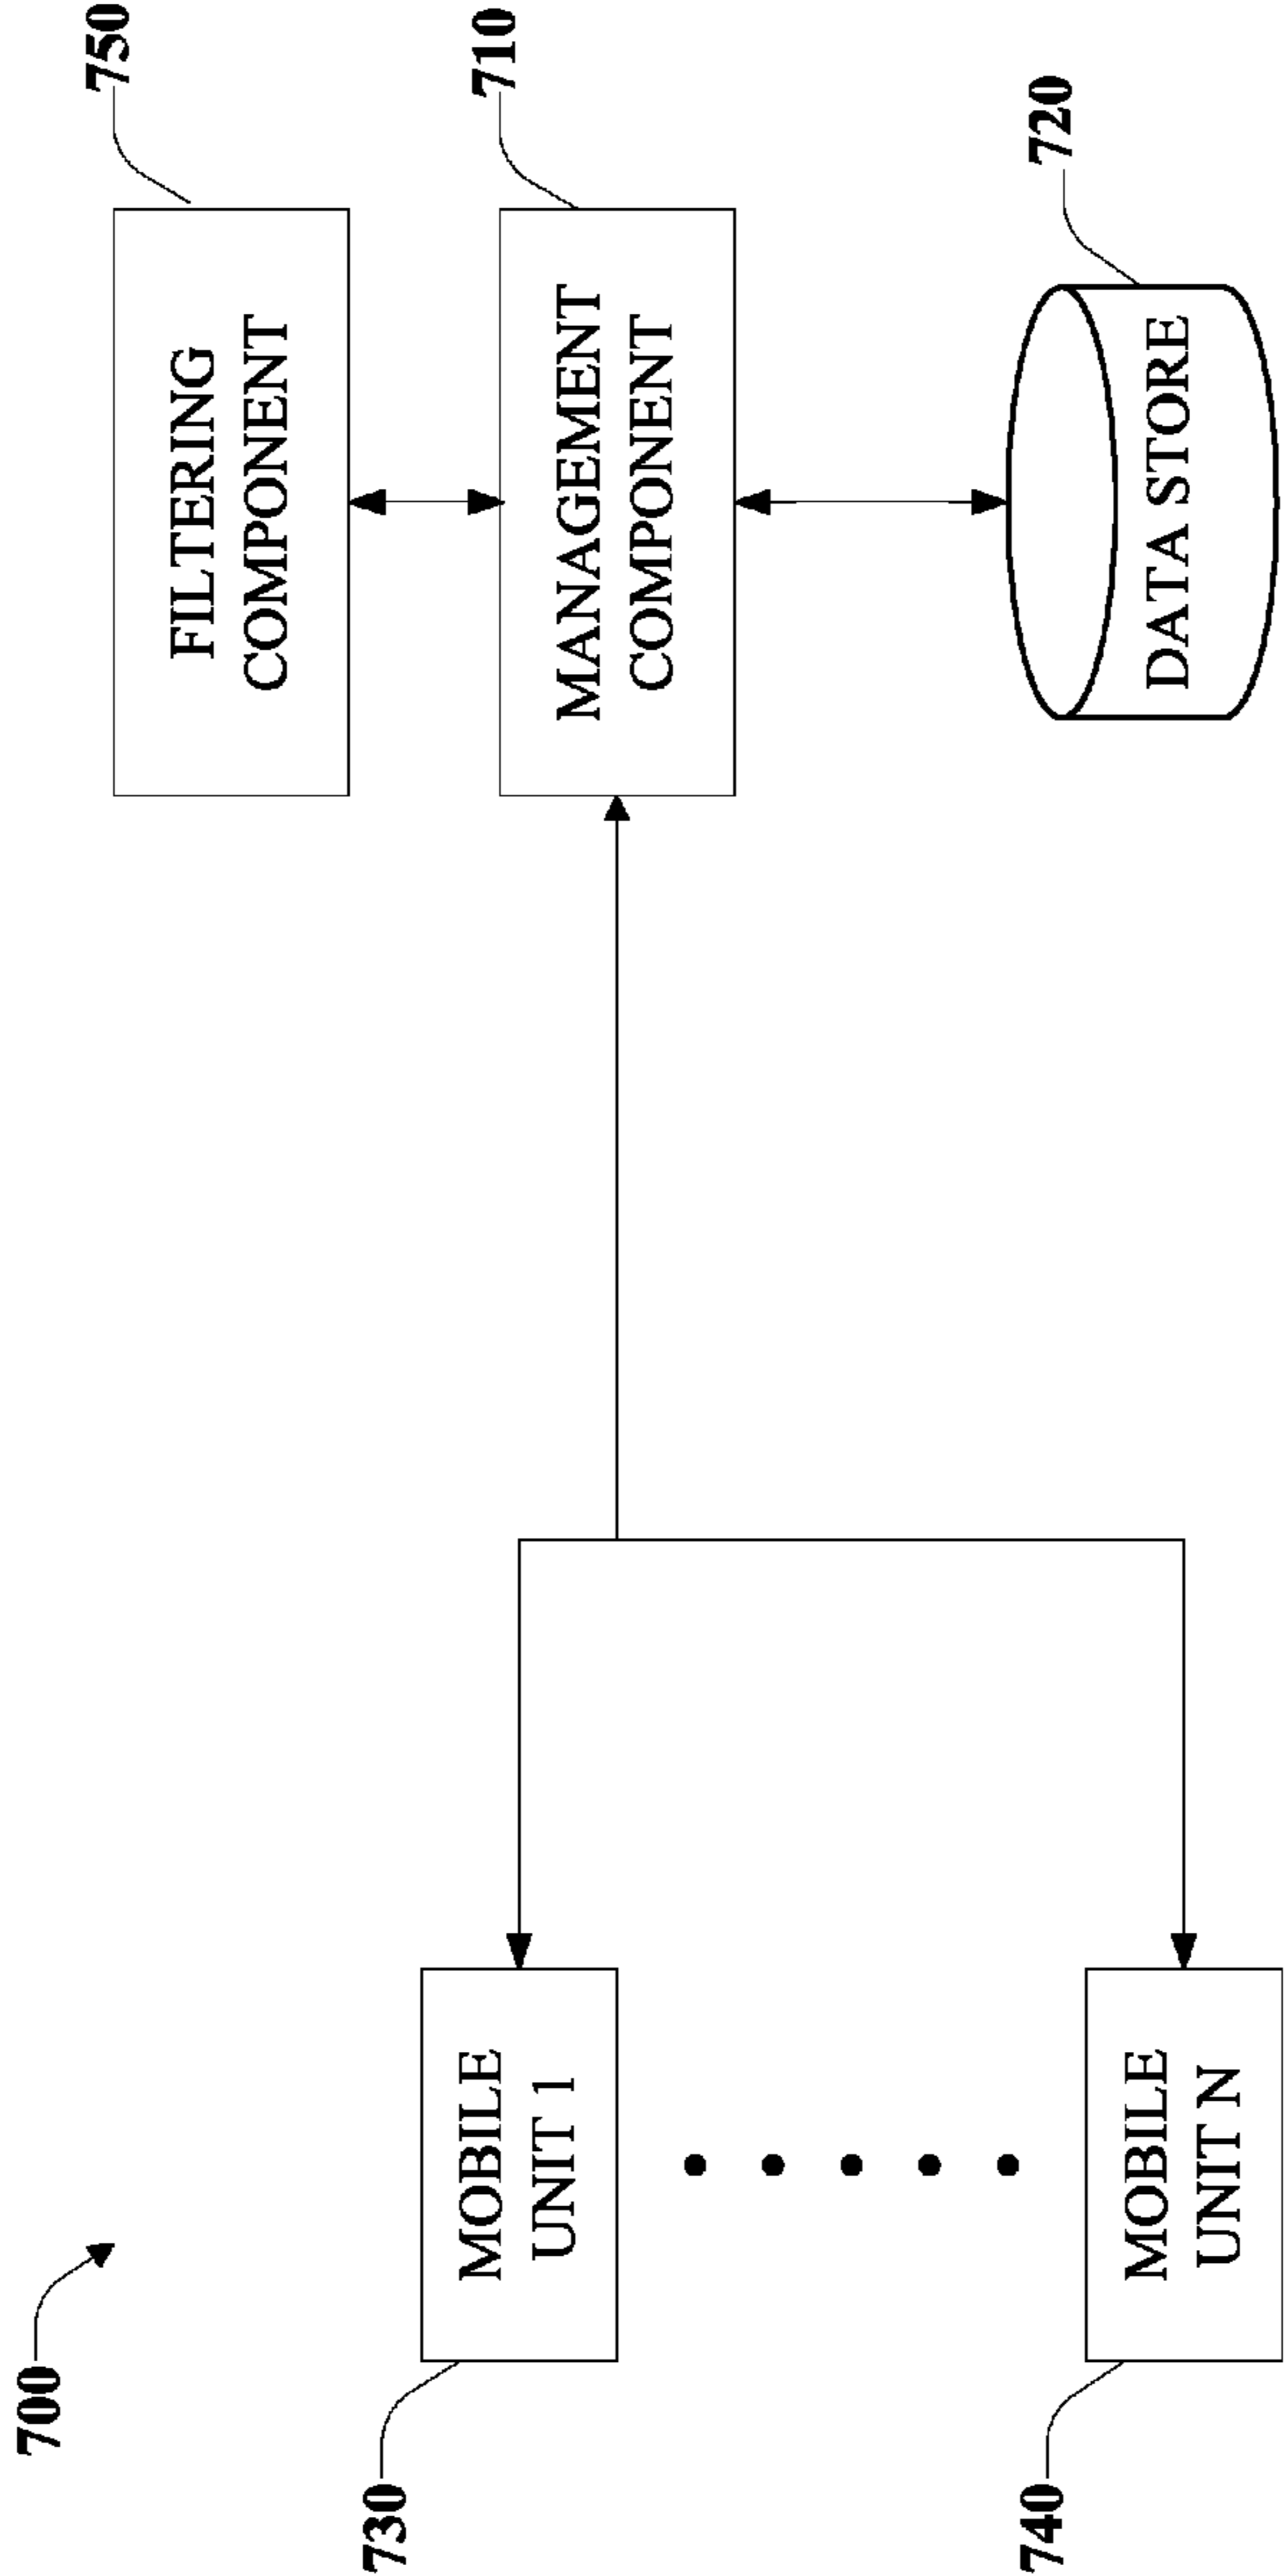 700
730
MOBILE
UNIT 1
740
MOBILE
UNIT N
750
FILTERING
COMPONENT
710
MANAGEMENT
COMPONENT
720
DATA STORE